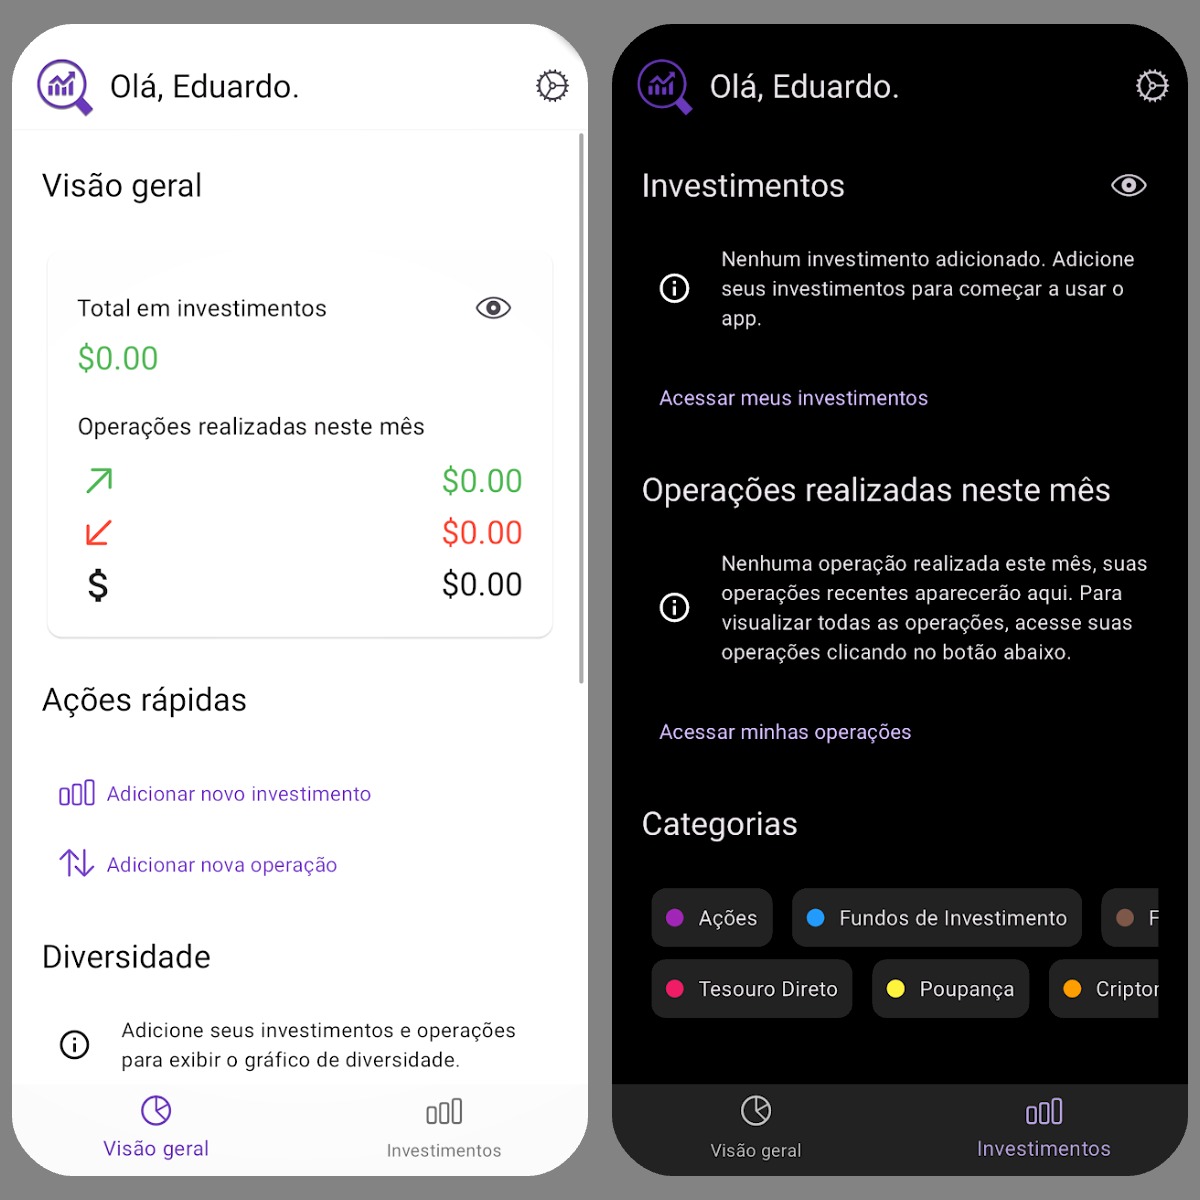 Olá, Eduardo.
Visão geral
Total em investimentos
$0.00
Operações realizadas neste mês
$0.00
$0.00
$ $0.00
Ações rápidas
Adicionar novo investimento
Adicionar nova operação
Diversidade
Adicione seus investimentos e operações
para exibir o gráfico de diversidade.
Visão geral Investimentos
Olá, Eduardo.
Investimentos
Nenhum investimento adicionado. Adicione
seus investimentos para começar a usar o
app.
Acessar meus investimentos
Operações realizadas neste mês
Nenhuma operação realizada este mês, suas
operações recentes aparecerão aqui. Para
visualizar todas as operações, acesse suas
operações clicando no botão abaixo.
Acessar minhas operações
Categorias
Ações Fundos de Investimento F
Tesouro Direto Poupança Cripto
Visão geral Investimentos